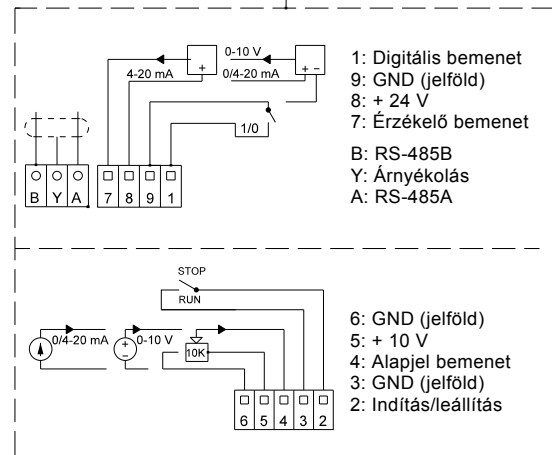 0-10 V
4-20 mA
0/4-20 mA
+
+ −
1/0
B Y A
7 8 9 1
1: Digitális bemenet
9: GND (jelföld)
8: + 24 V
7: Érzékelő bemenet
B: RS-485B
Y: Árnyékolás
A: RS-485A
STOP
RUN
0/4-20 mA
+
−
0-10 V
10K
6 5 4 3 2
6: GND (jelföld)
5: + 10 V
4: Alapjel bemenet
3: GND (jelföld)
2: Indítás/leállítás